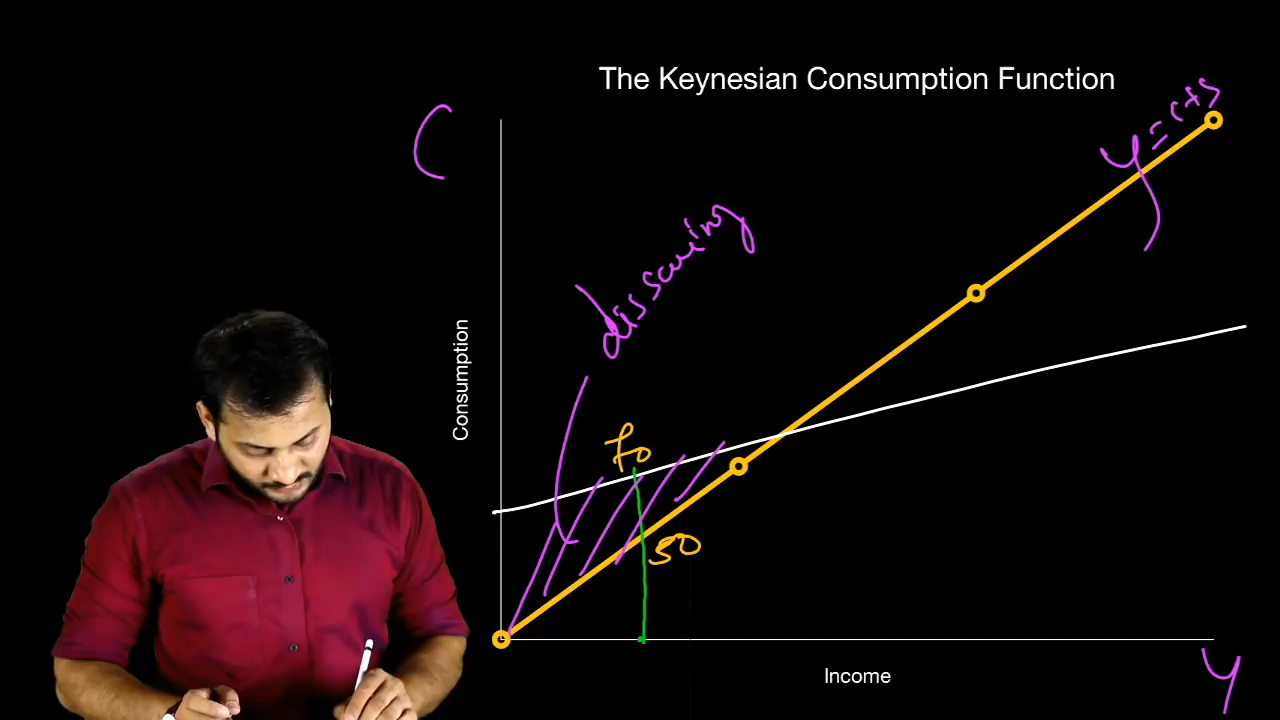 The Keynesian Consumption Function
C
y = c+s
dissaving
Consumption
70
50
Income
y